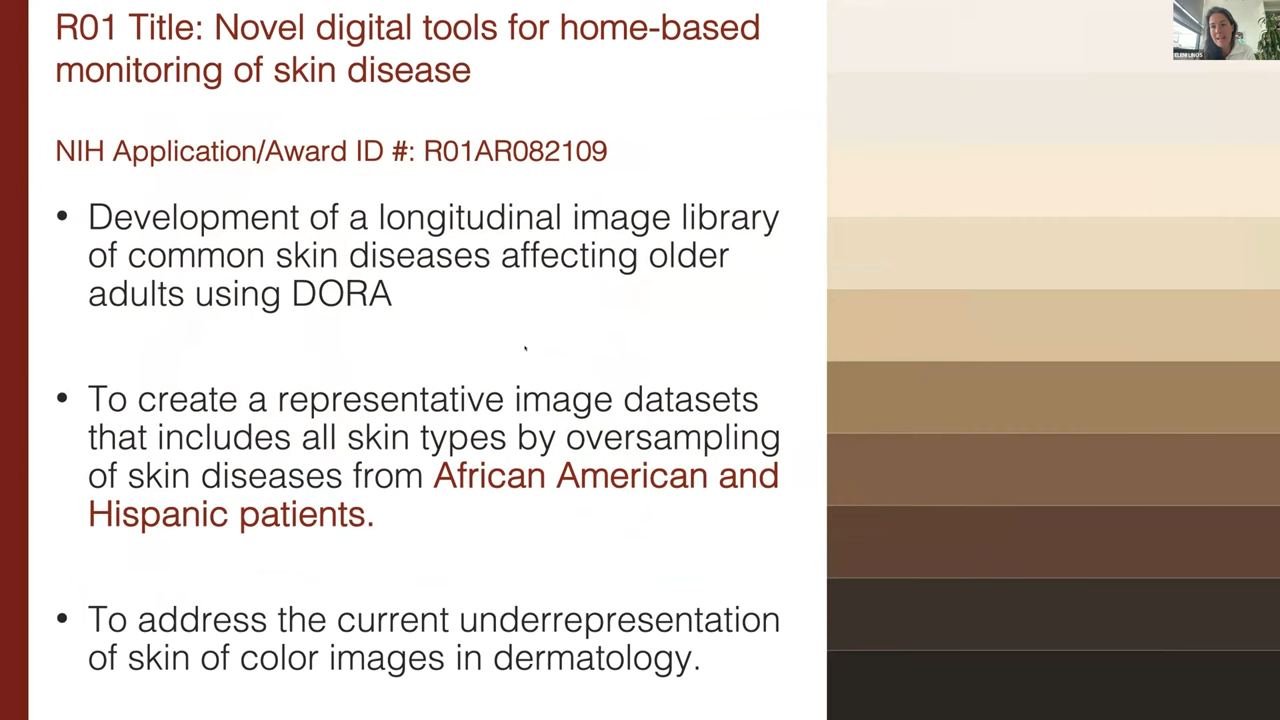 R01 Title: Novel digital tools for home-based
monitoring of skin disease
NIH Application/Award ID #: R01AR082109
• Development of a longitudinal image library
of common skin diseases affecting older
adults using DORA
• To create a representative image datasets
that includes all skin types by oversampling
of skin diseases from African American and
Hispanic patients.
• To address the current underrepresentation
of skin of color images in dermatology.
ELENI LINOS